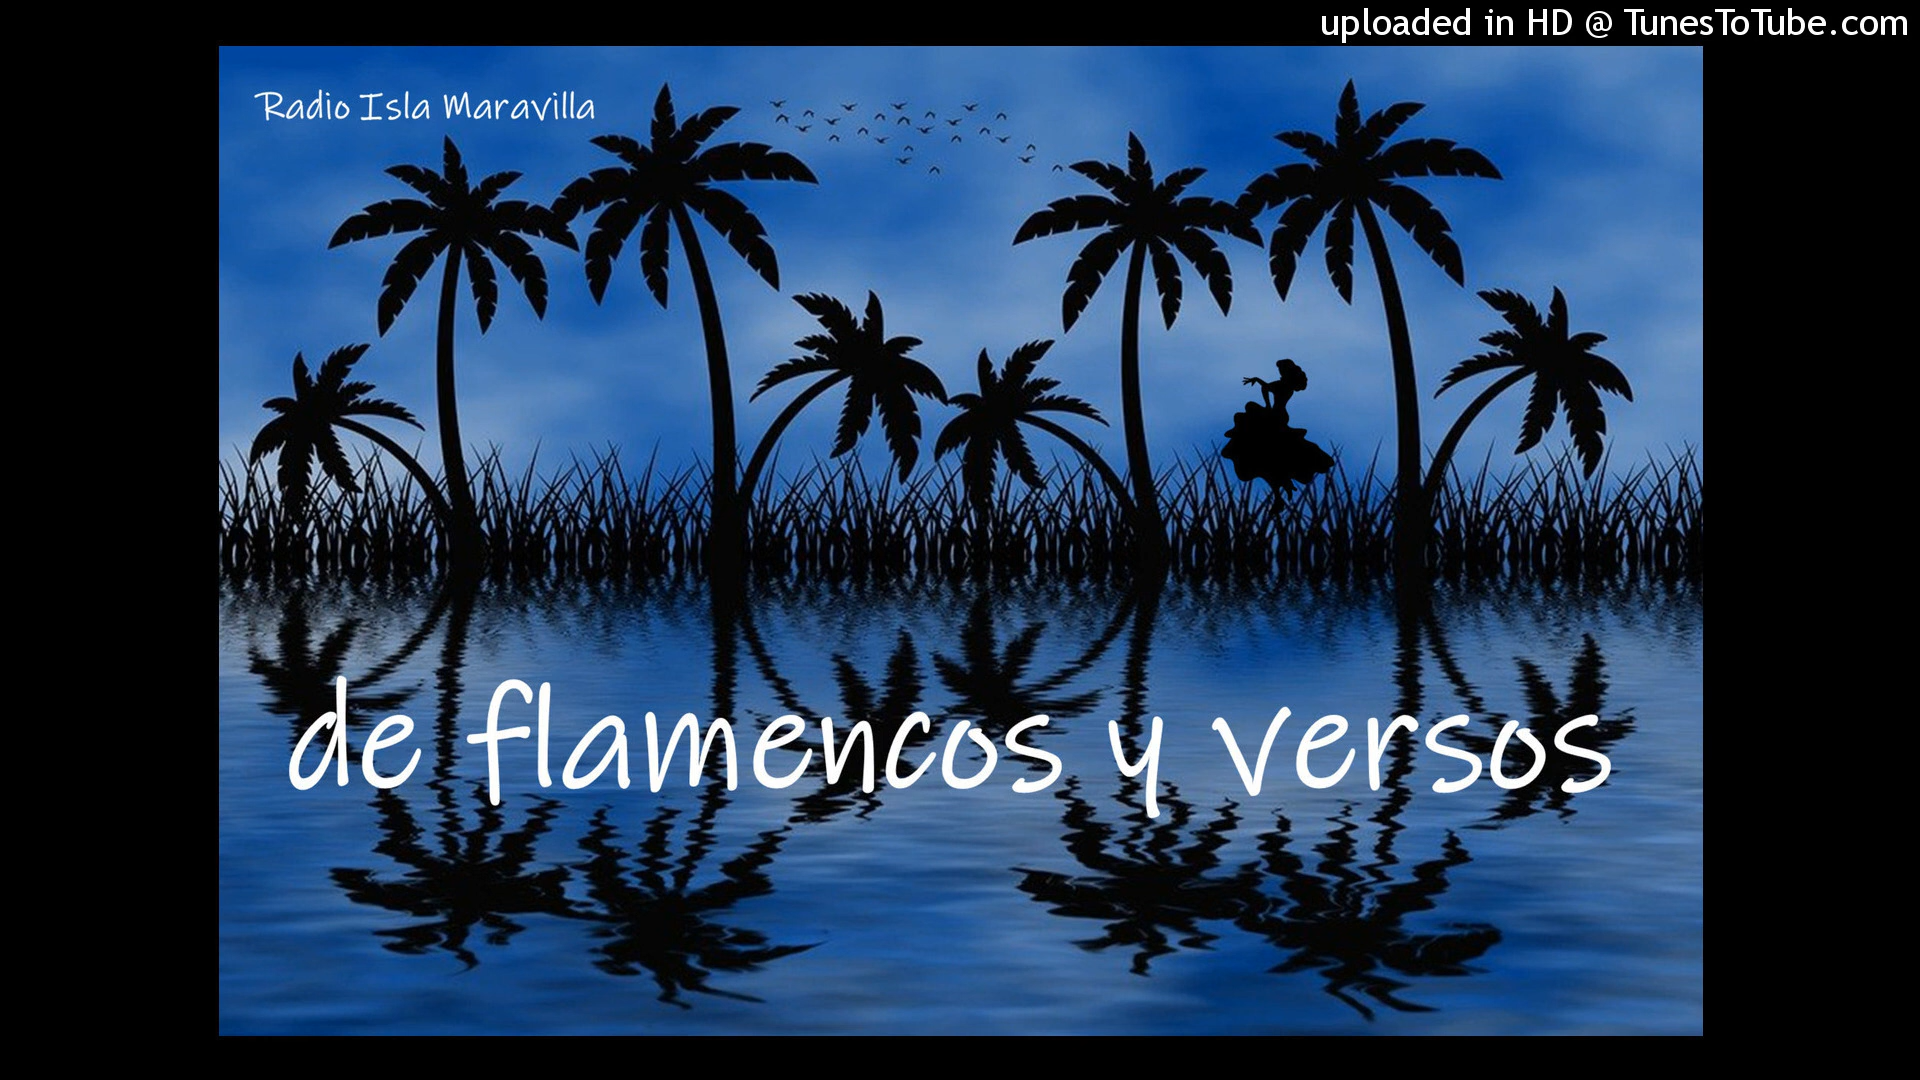 uploaded in HD @ TunesToTube.com
Radio Isla Maravilla
de flamencos y versos